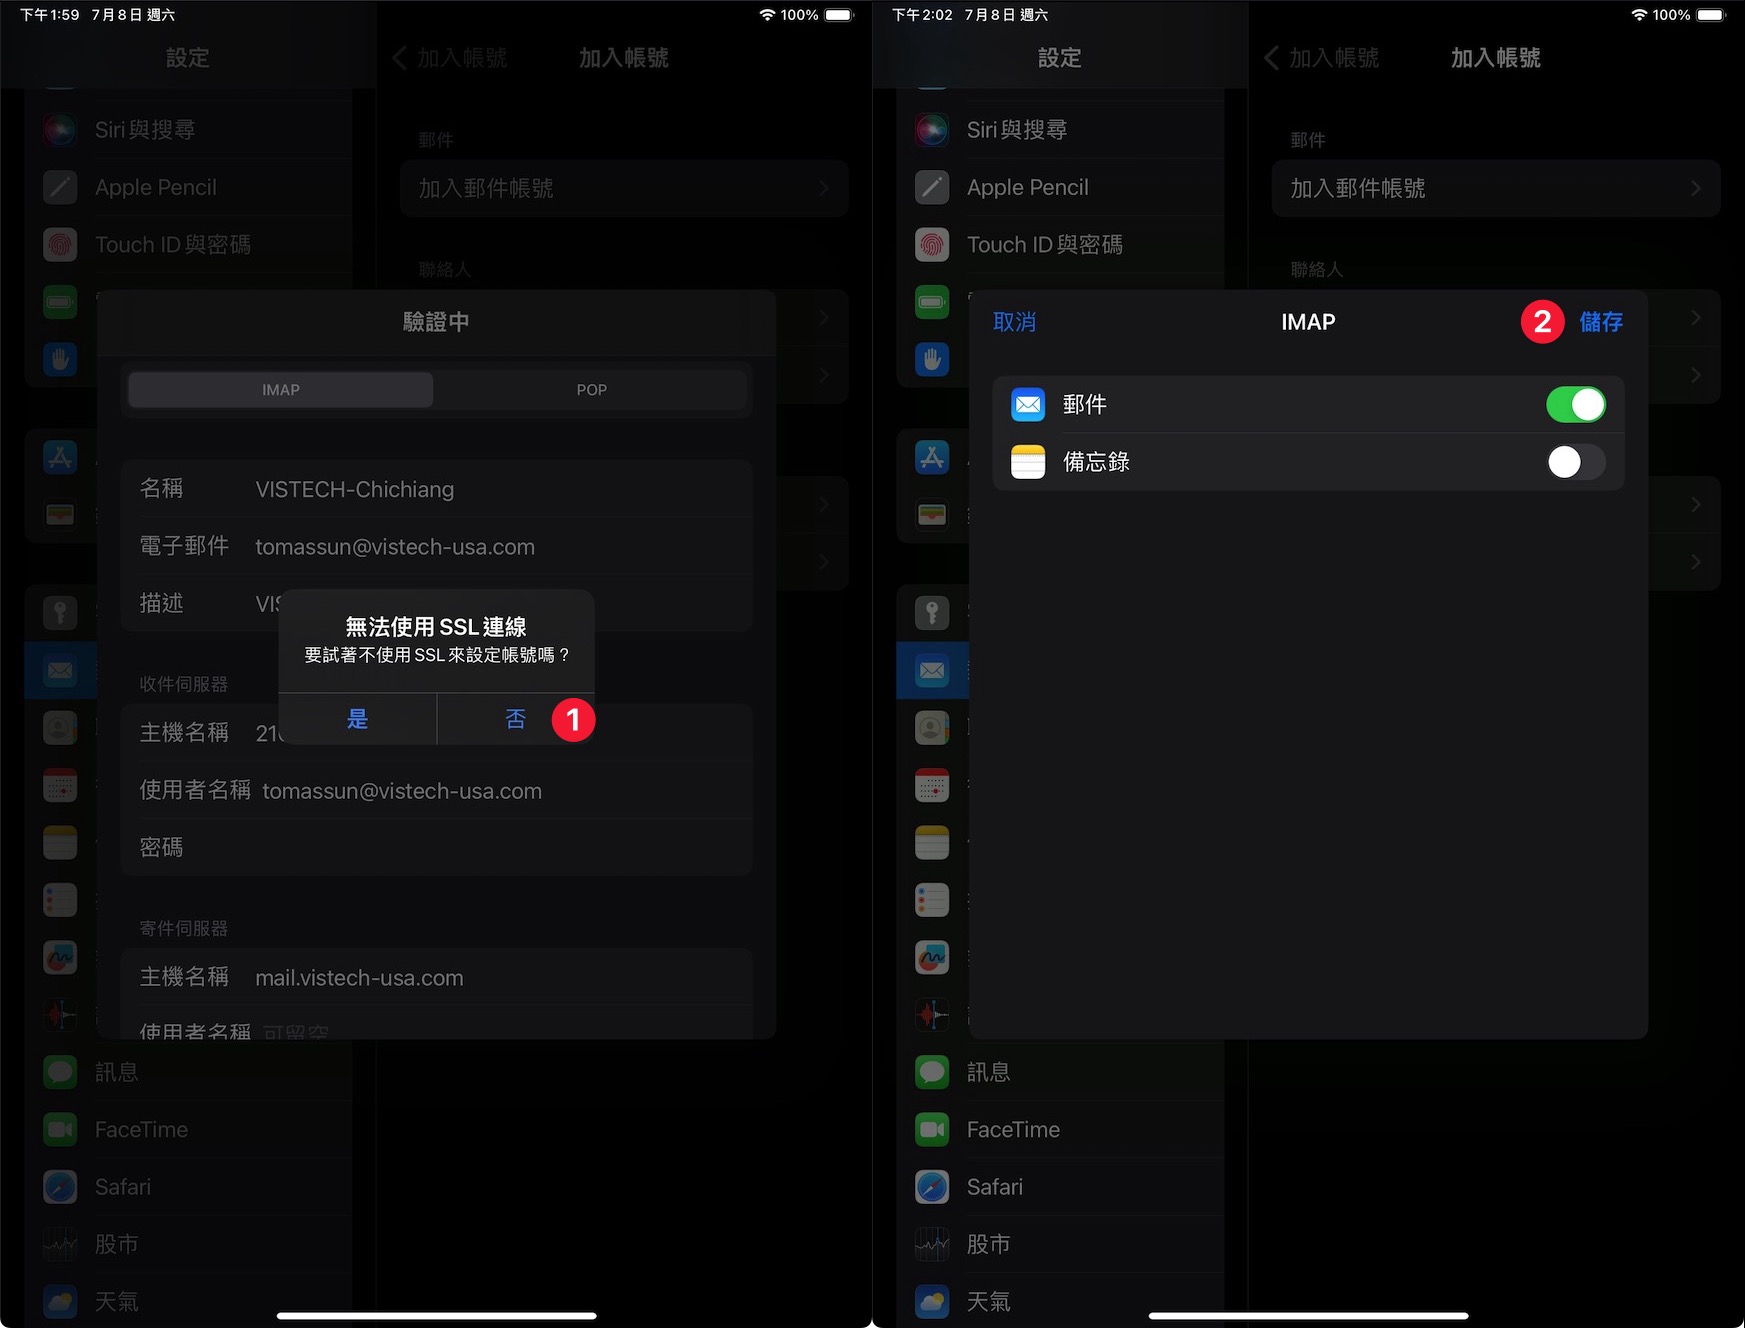 下午1:59 7月8日 週六
100%
設定
加入帳號
加入帳號
Siri與搜尋
郵件
Apple Pencil
加入郵件帳號
Touch ID與密碼
聯絡人
驗證中
IMAP
POP
名稱 VISTECH-Chichiang
電子郵件 tomassun@vistech-usa.com
描述
無法使用SSL連線
要試著不使用SSL來設定帳號嗎？
是
否
1
收件伺服器
主機名稱
使用者名稱 tomassun@vistech-usa.com
密碼
寄件伺服器
主機名稱 mail.vistech-usa.com
使用者名稱 可留空
訊息
FaceTime
Safari
股市
天氣
下午2:02 7月8日 週六
100%
設定
加入帳號
加入帳號
Siri與搜尋
郵件
Apple Pencil
加入郵件帳號
Touch ID與密碼
聯絡人
取消
IMAP
2
儲存
郵件
備忘錄
訊息
FaceTime
Safari
股市
天氣